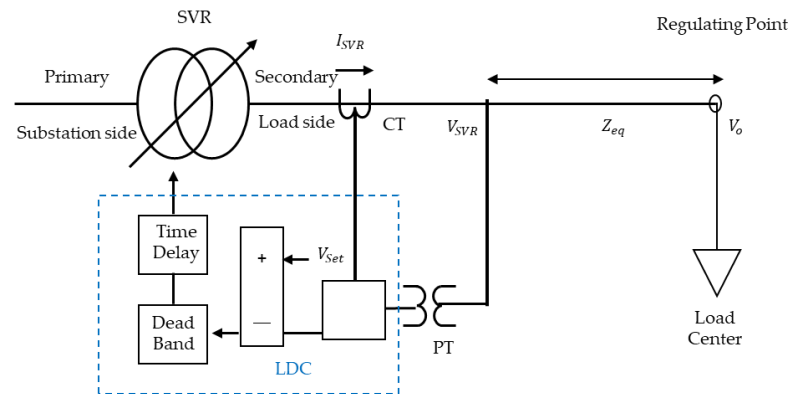 SVR
Regulating Point
I_SVR
Primary
Secondary
Substation side
Load side
CT
V_SVR
Z_eq
V_o
Time
Delay
+
V_Set
—
Dead
Band
Load
Center
PT
LDC